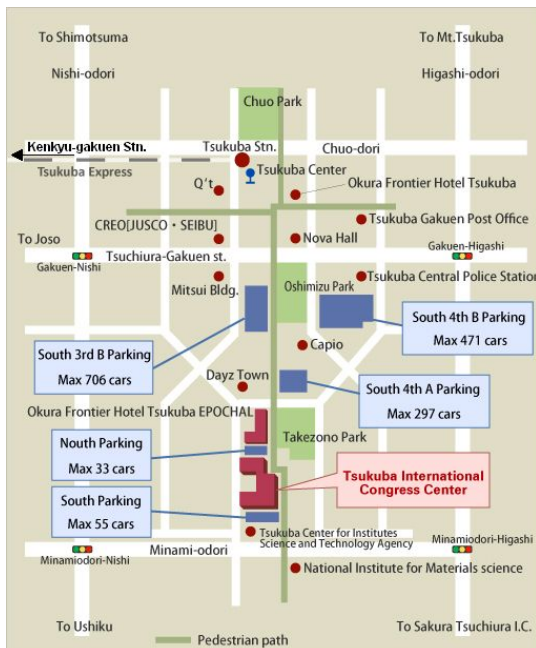 To Shimotsuma
To Mt.Tsukuba
Nishi-odori
Higashi-odori
Chuo Park
Kenkyu-gakuen Stn.
Tsukuba Stn.
Chuo-dori
Tsukuba Express
Tsukuba Center
Q't
Okura Frontier Hotel Tsukuba
CREO[JUSCO・SEIBU]
Tsukuba Gakuen Post Office
To Joso
Nova Hall
Tsuchiura-Gakuen st.
Gakuen-Nishi
Gakuen-Higashi
Mitsui Bldg.
Oshimizu Park
Tsukuba Central Police Station
South 4th B Parking
Max 471 cars
South 3rd B Parking
Max 706 cars
Capio
Dayz Town
South 4th A Parking
Max 297 cars
Okura Frontier Hotel Tsukuba EPOCHAL
Nouth Parking
Max 33 cars
Takezono Park
Tsukuba International
Congress Center
South Parking
Max 55 cars
Tsukuba Center for Institutes
Science and Technology Agency
Minami-odori
Minamiodori-Nishi
Minamiodori-Higashi
National Institute for Materials science
To Ushiku
To Sakura Tsuchiura I.C.
Pedestrian path